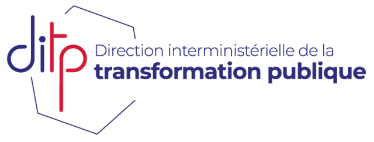 ditp
Direction interministérielle de la
transformation publique